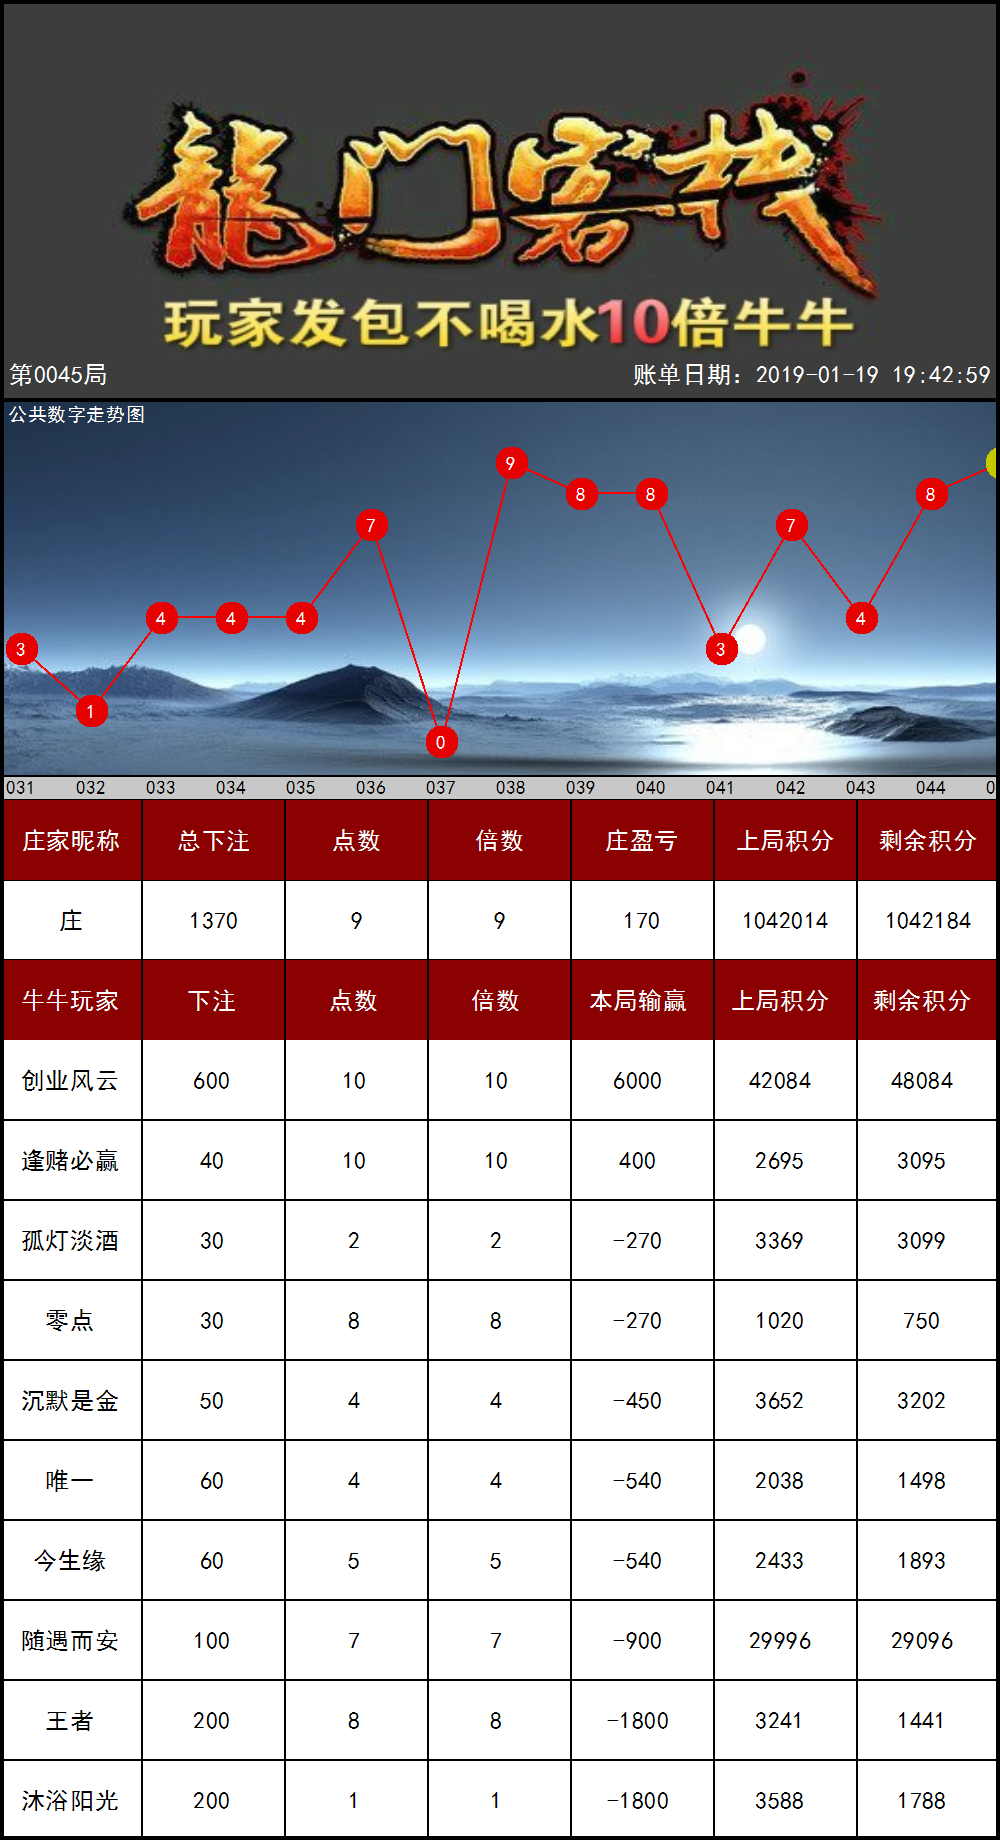 龍门客栈
玩家发包不喝水10倍牛牛
第0045局 账单日期：2019-01-19 19:42:59
公共数字走势图
3 1 4 4 4 7 0 9 8 8 3 7 4 8
031 032 033 034 035 036 037 038 039 040 041 042 043 044 0
庄家昵称 总下注 点数 倍数 庄盈亏 上局积分 剩余积分
庄 1370 9 9 170 1042014 1042184
牛牛玩家 下注 点数 倍数 本局输赢 上局积分 剩余积分
创业风云 600 10 10 6000 42084 48084
逢赌必赢 40 10 10 400 2695 3095
孤灯淡酒 30 2 2 -270 3369 3099
零点 30 8 8 -270 1020 750
沉默是金 50 4 4 -450 3652 3202
唯一 60 4 4 -540 2038 1498
今生缘 60 5 5 -540 2433 1893
随遇而安 100 7 7 -900 29996 29096
王者 200 8 8 -1800 3241 1441
沐浴阳光 200 1 1 -1800 3588 1788